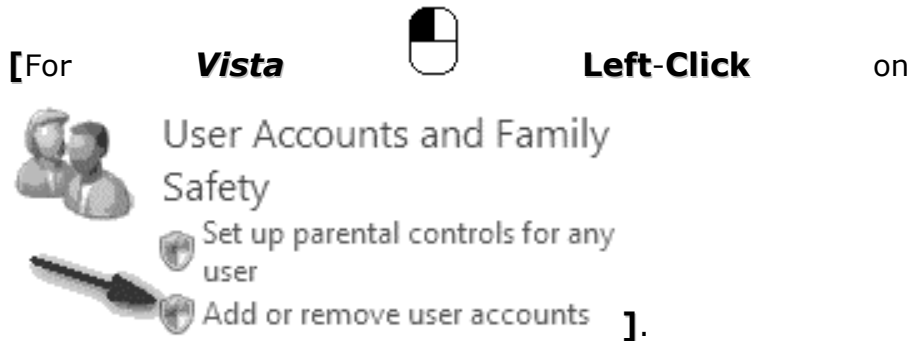 [For Vista Left-Click on
User Accounts and Family
Safety
Set up parental controls for any
user
Add or remove user accounts ].